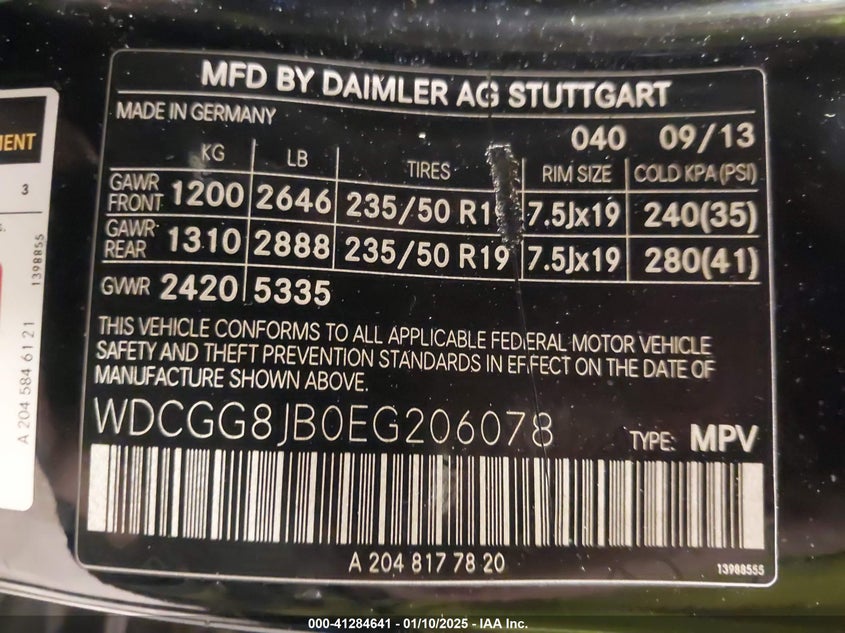 MFD BY DAIMLER AG STUTTGART
MADE IN GERMANY
040 09/13
KG LB TIRES RIM SIZE COLD KPA (PSI)
GAWR FRONT 1200 2646 235/50 7.5Jx19 240(35)
GAWR REAR 1310 2888 235/50 R19 7.5Jx19 280(41)
GVWR 2420 5335
THIS VEHICLE CONFORMS TO ALL APPLICABLE FEDERAL MOTOR VEHICLE
SAFETY AND THEFT PREVENTION STANDARDS IN EFFECT ON THE DATE OF
MANUFACTURE SHOWN ABOVE.
WDCGG8JB0EG206078
TYPE: MPV
A 204 817 78 20
13988555
3
1398855
A 204 584 61 21
000-41284641 - 01/10/2025 - IAA Inc.